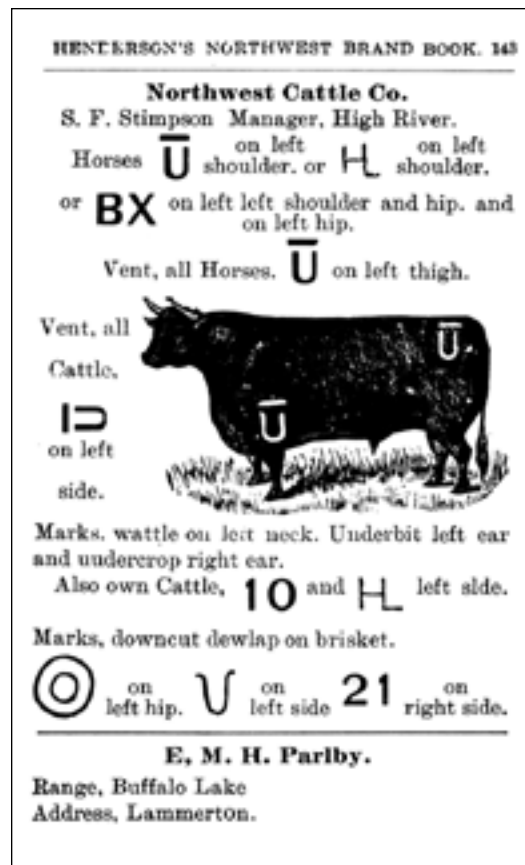 HENDERSON'S NORTHWEST BRAND BOOK. 143
Northwest Cattle Co.
S. F. Stimpson Manager, High River.
Horses U on left shoulder. or HL on left shoulder.
or BX on left left shoulder and hip. and
on left hip.
Vent, all Horses. U on left thigh.
Vent, all
Cattle,
on left
side.
U
U
Marks. wattle on left neck. Underbit left ear
and undercrop right ear.
Also own Cattle, 10 and HL left side.
Marks, downcut dewlap on brisket.
on left hip. on left side 21 on right side.
E, M. H. Parlby.
Range, Buffalo Lake
Address, Lammerton.